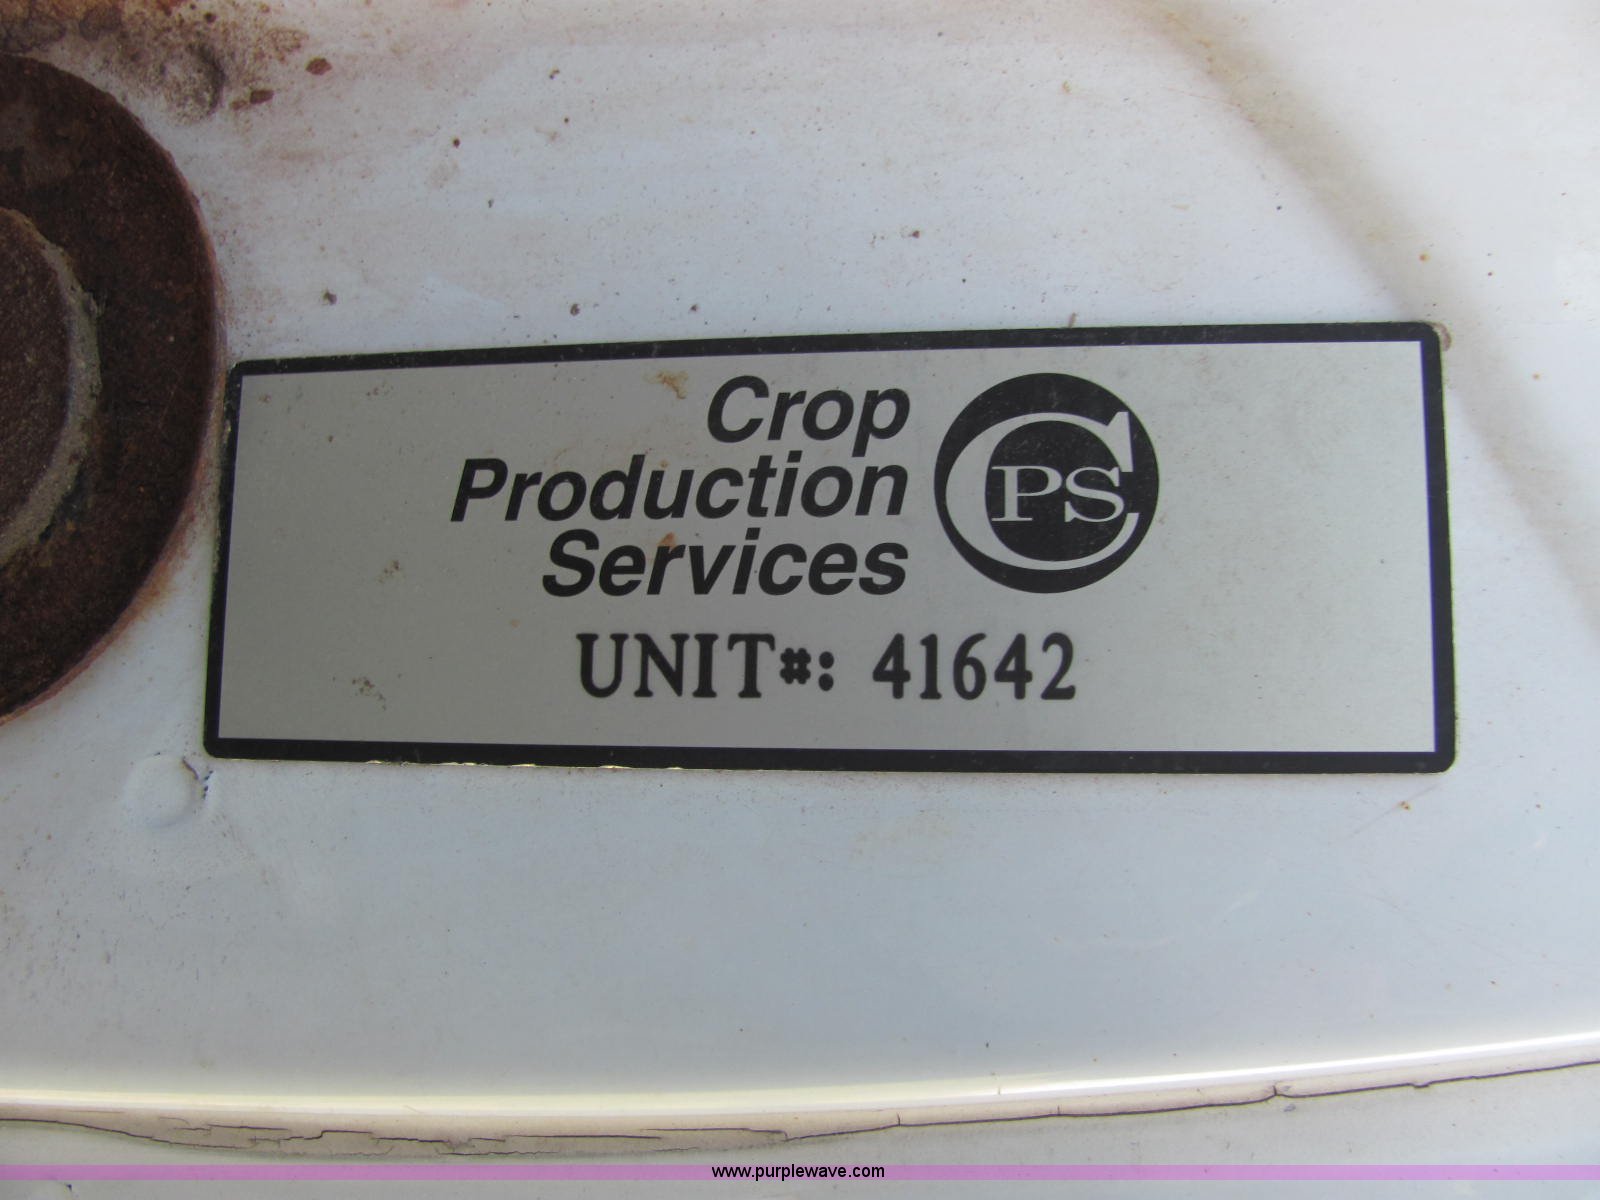 Crop
Production
Services
CPS
UNIT#: 41642
www.purplewave.com